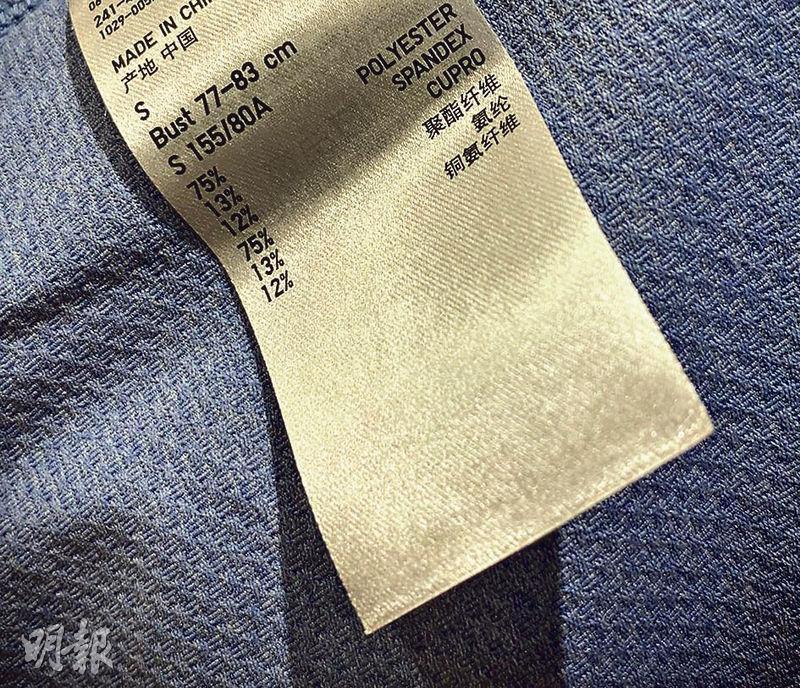 MADE IN CHI
产地 中国
S
Bust 77-83 cm
S 155/80A
75% POLYESTER
13% SPANDEX
12% CUPRO
75% 聚酯纤维
13% 氨纶
12% 铜氨纤维
明報